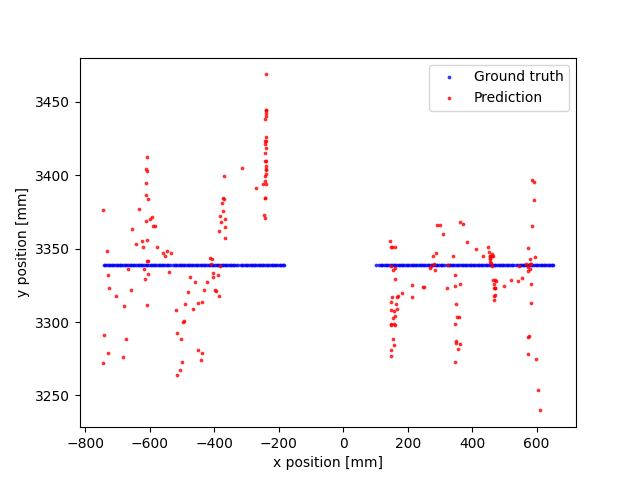 Ground truth
Prediction
y position [mm]
3450
3400
3350
3300
3250
−800 −600 −400 −200 0 200 400 600
x position [mm]